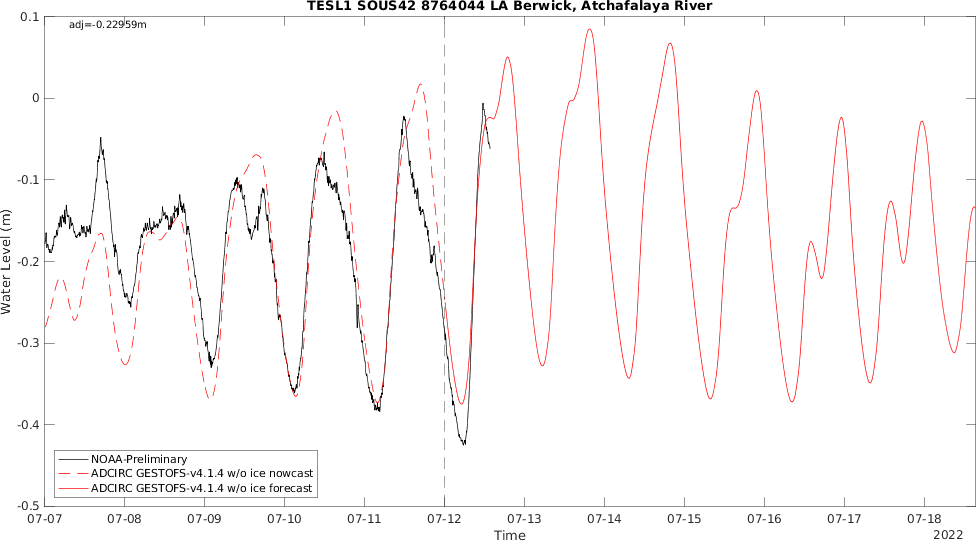 TESL1 SOUS42 8764044 LA Berwick, Atchafalaya River
adj=-0.22959m
0.1
0
-0.1
-0.2
-0.3
-0.4
-0.5
Water Level (m)
NOAA-Preliminary
ADCIRC GESTOFS-v4.1.4 w/o ice nowcast
ADCIRC GESTOFS-v4.1.4 w/o ice forecast
07-07 07-08 07-09 07-10 07-11 07-12 07-13 07-14 07-15 07-16 07-17 07-18
Time
2022